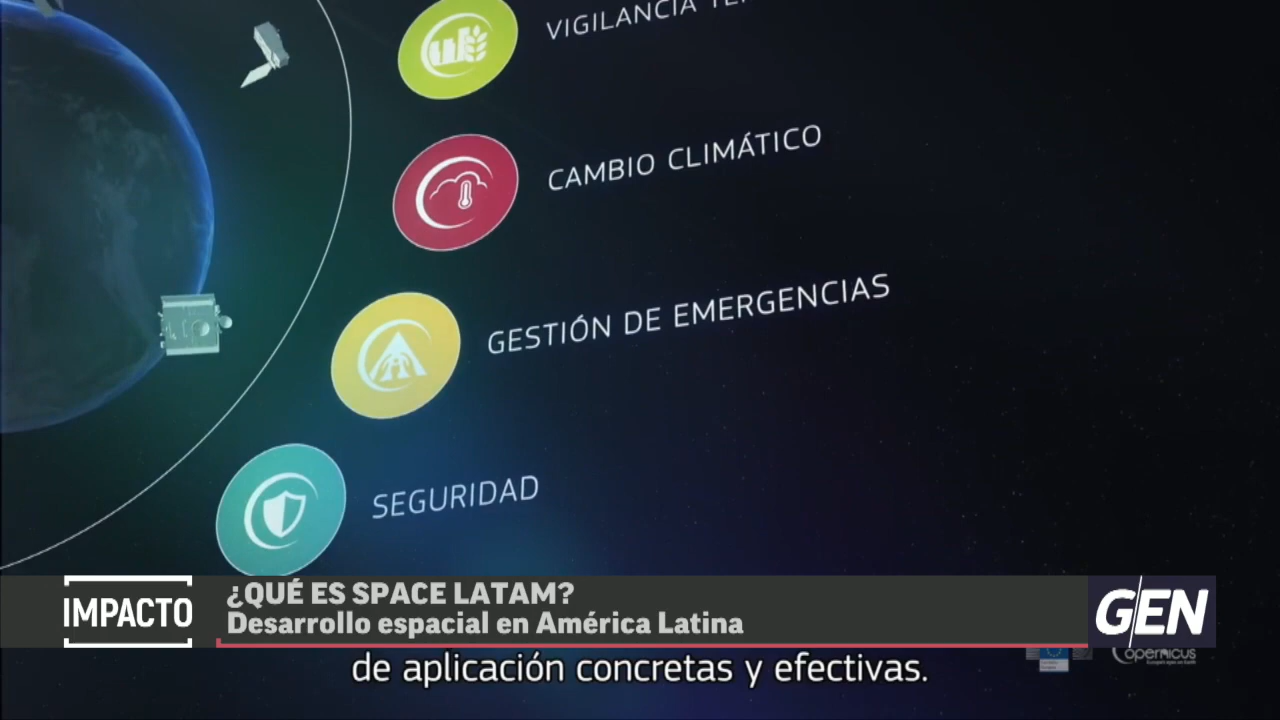 VIGILANCIA
CAMBIO CLIMÁTICO
GESTIÓN DE EMERGENCIAS
SEGURIDAD
IMPACTO
¿QUÉ ES SPACE LATAM?
Desarrollo espacial en América Latina
GEN
de aplicación concretas y efectivas.
opernicus